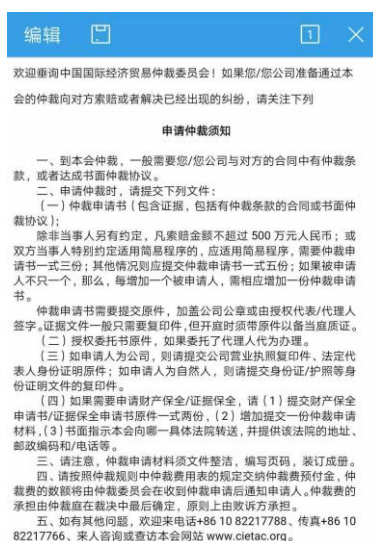 编辑
1
欢迎垂询中国国际经济贸易仲裁委员会！如果您/您公司准备通过本
会的仲裁向对方索赔或者解决已经出现的纠纷，请关注下列
申请仲裁须知
一、到本会仲裁，一般需要您/您公司与对方的合同中有仲裁条
款，或者达成书面仲裁协议。
二、申请仲裁时，请提交下列文件：
（一）仲裁申请书（包含证据，包括有仲裁条款的合同或书面仲
裁协议）；
除非当事人另有约定，凡索赔金额不超过 500 万元人民币；或
双方当事人特别约定适用简易程序的，应适用简易程序，需要仲裁申
请书一式三份；其他情况则应提交仲裁申请书一式五份；如果被申请
人不只一个，那么，每增加一个被申请人，需相应增加一份仲裁申请
书。
仲裁申请书需要提交原件，加盖公司公章或由授权代表/代理人
签字。证据文件一般只需要复印件，但开庭时须带原件以备当庭质证。
（二）授权委托书原件，如果委托了代理人代为办理。
（三）如申请人为公司，则请提交公司营业执照复印件、法定代
表人身份证明原件；如申请人为自然人，则请提交身份证/护照等身
份证明文件的复印件。
（四）如果需要申请财产保全/证据保全，请（1）提交财产保全
申请书/证据保全申请书原件一式两份，（2）增加提交一份仲裁申请
材料，（3）书面指示本会向哪一具体法院转送，并提供该法院的地址、
邮政编码和/电话等。
三、请注意，仲裁申请材料须文件整洁，编写页码，装订成册。
四、请按照仲裁规则中仲裁费用表的规定交纳仲裁费预付金，仲
裁费的数额将由仲裁委员会在收到仲裁申请后通知申请人。仲裁费的
承担由仲裁庭在裁决中最后确定，原则上由败诉方承担。
五、如有其他问题，欢迎来电话+86 10 82217788、传真+86 10
82217766、来人咨询或查访本会网站 www.cietac.org。